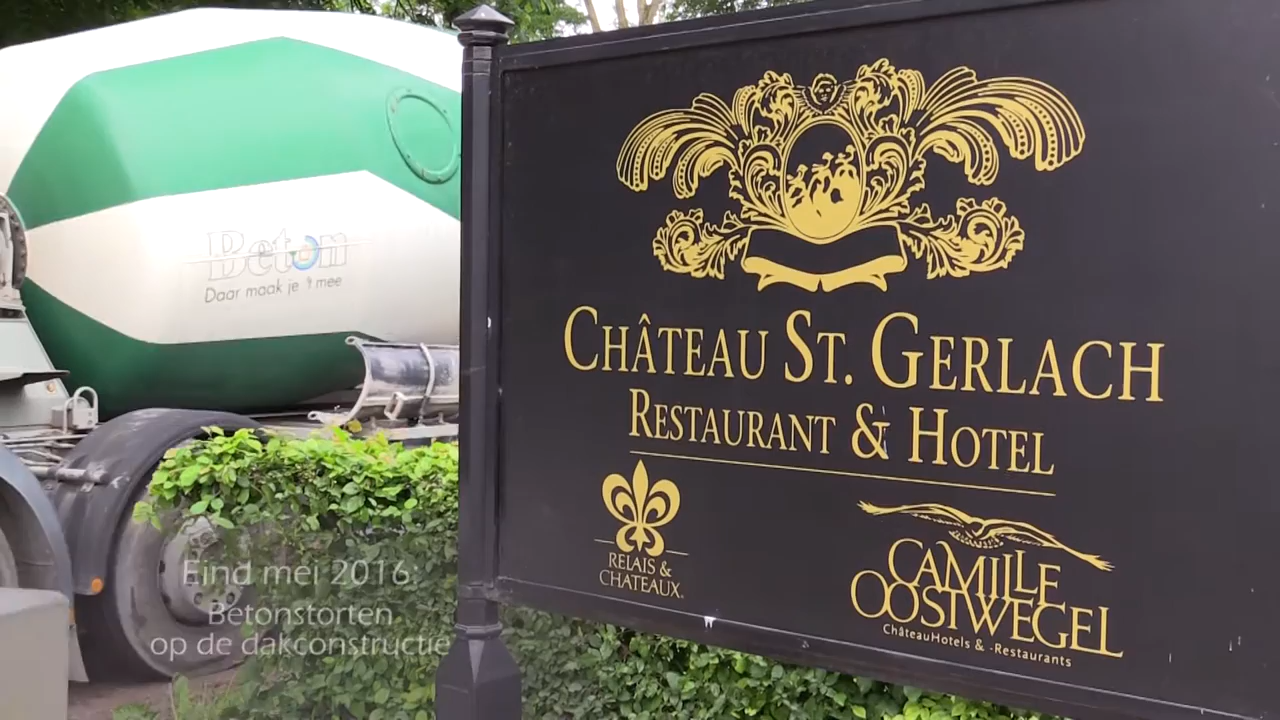 Beton
Daar maak je 't mee
CHÂTEAU ST. GERLACH
RESTAURANT & HOTEL
RELAIS &
CHATEAUX.
CAMILLE
OOSTWEGEL
ChâteauHotels & -Restaurants
Eind mei 2016:
Betonstorten
op de dakconstructie